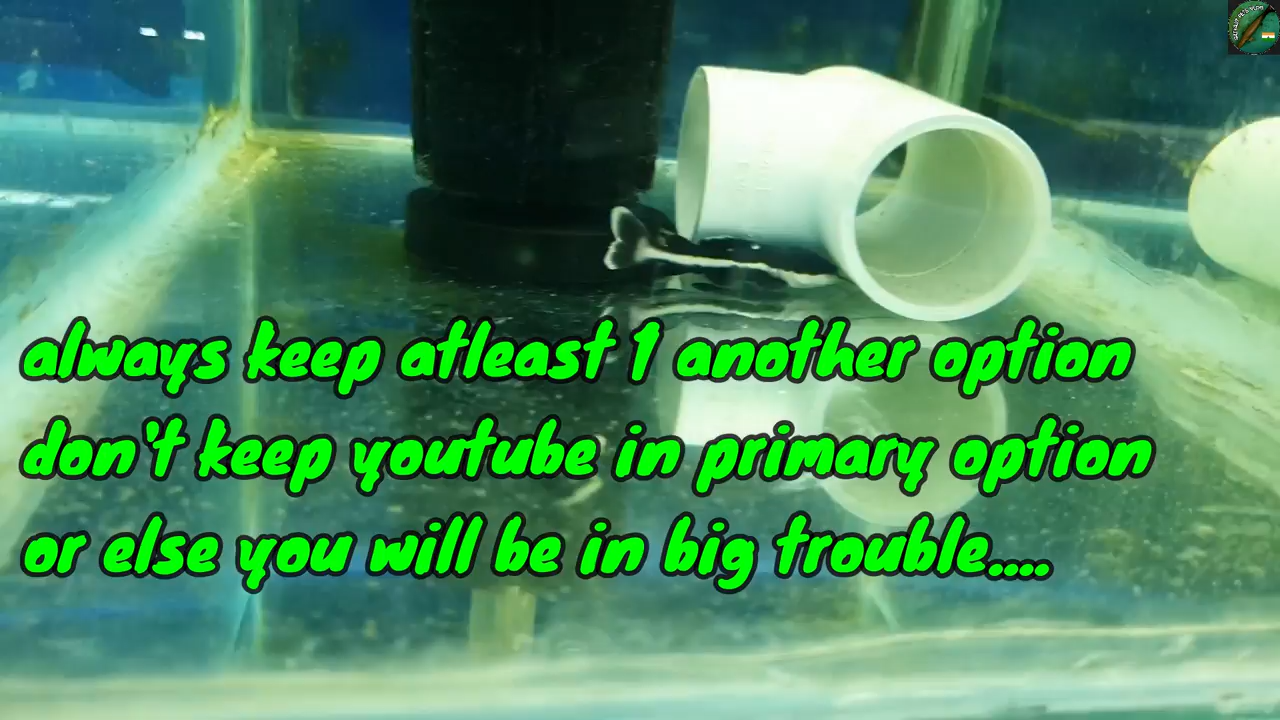 always keep atleast 1 another option
don't keep youtube in primary option
or else you will be in big trouble....